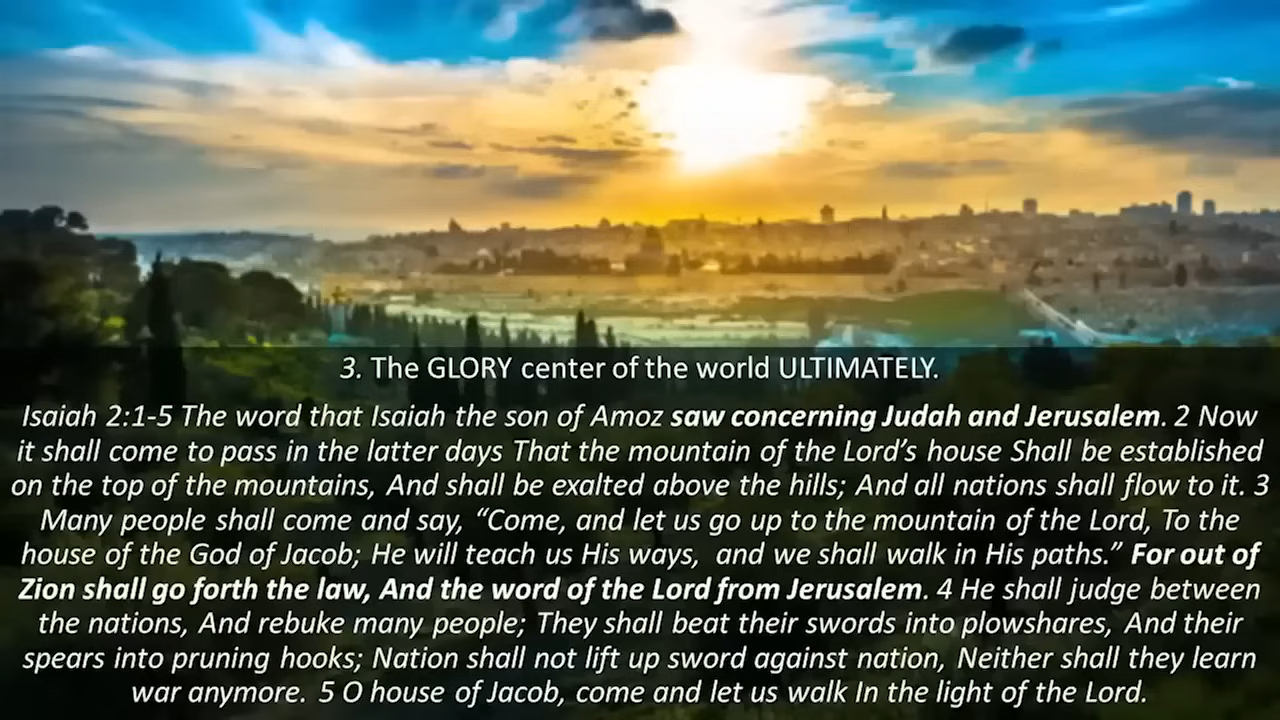 3. The GLORY center of the world ULTIMATELY.
Isaiah 2:1-5 The word that Isaiah the son of Amoz saw concerning Judah and Jerusalem. 2 Now
it shall come to pass in the latter days That the mountain of the Lord’s house Shall be established
on the top of the mountains, And shall be exalted above the hills; And all nations shall flow to it. 3
Many people shall come and say, “Come, and let us go up to the mountain of the Lord, To the
house of the God of Jacob; He will teach us His ways, and we shall walk in His paths.” For out of
Zion shall go forth the law, And the word of the Lord from Jerusalem. 4 He shall judge between
the nations, And rebuke many people; They shall beat their swords into plowshares, And their
spears into pruning hooks; Nation shall not lift up sword against nation, Neither shall they learn
war anymore. 5 O house of Jacob, come and let us walk In the light of the Lord.